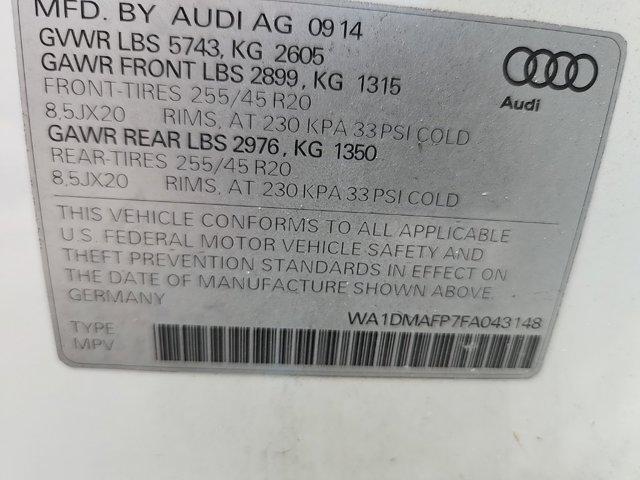 MFD. BY AUDI AG 09 14
GVWR LBS 5743, KG 2605
GAWR FRONT LBS 2899, KG 1315
FRONT-TIRES 255/45 R20
8,5JX20 RIMS, AT 230 KPA 33 PSI COLD
GAWR REAR LBS 2976, KG 1350
REAR-TIRES 255/45 R20
8,5JX20 RIMS, AT 230 KPA 33 PSI COLD
Audi
THIS VEHICLE CONFORMS TO ALL APPLICABLE
U.S. FEDERAL MOTOR VEHICLE SAFETY AND
THEFT PREVENTION STANDARDS IN EFFECT ON
THE DATE OF MANUFACTURE SHOWN ABOVE.
GERMANY
WA1DMAFP7FA043148
TYPE
MPV